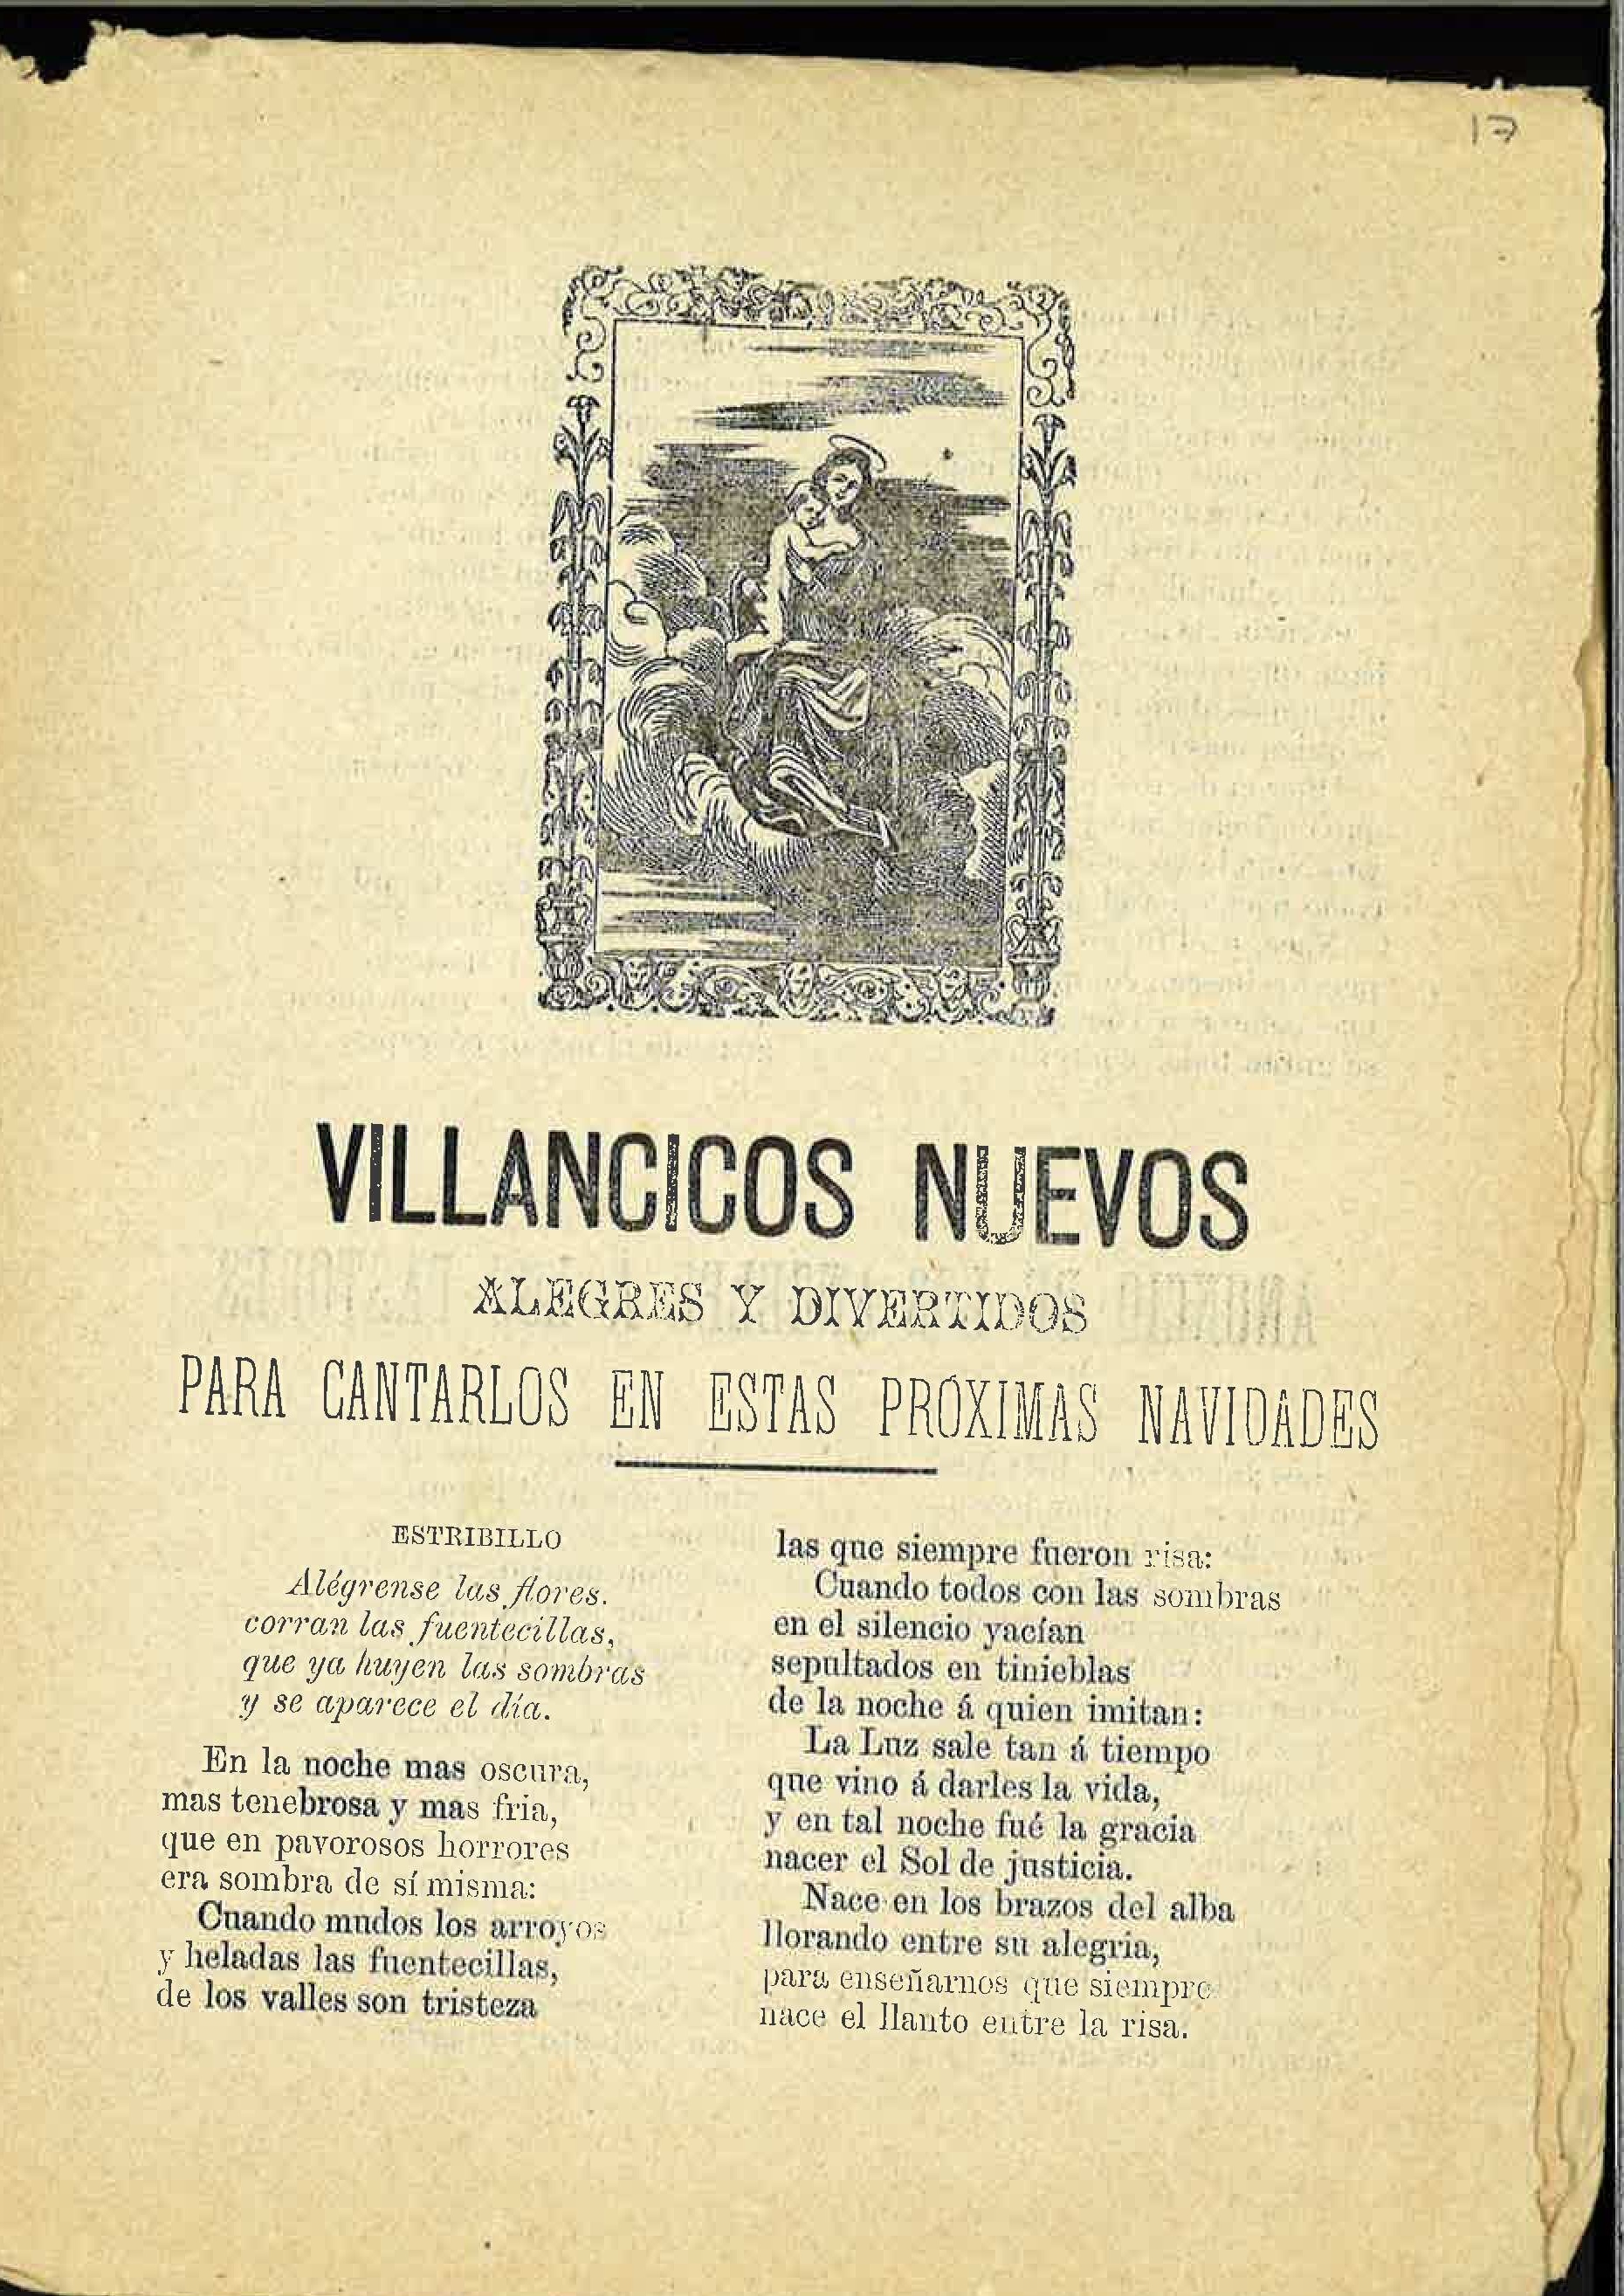 17
VILLANCICOS NUEVOS
ALEGRES Y DIVERTIDOS
PARA CANTARLOS EN ESTAS PRÓXIMAS NAVIDADES
ESTRIBILLO
Alégrense las flores.
corran las fuentecillas,
que ya huyen las sombras
y se aparece el día.
En la noche mas oscura,
mas tenebrosa y mas fria,
que en pavorosos horrores
era sombra de sí misma:
Cuando mudos los arroyos
y heladas las fuentecillas,
de los valles son tristeza
las que siempre fueron risa:
Cuando todos con las sombras
en el silencio yacían
sepultados en tinieblas
de la noche á quien imitan:
La Luz sale tan á tiempo
que vino á darles la vida,
y en tal noche fué la gracia
nacer el Sol de justicia.
Nace en los brazos del alba
llorando entre su alegria,
para enseñarnos que siempre
nace el llanto entre la risa.